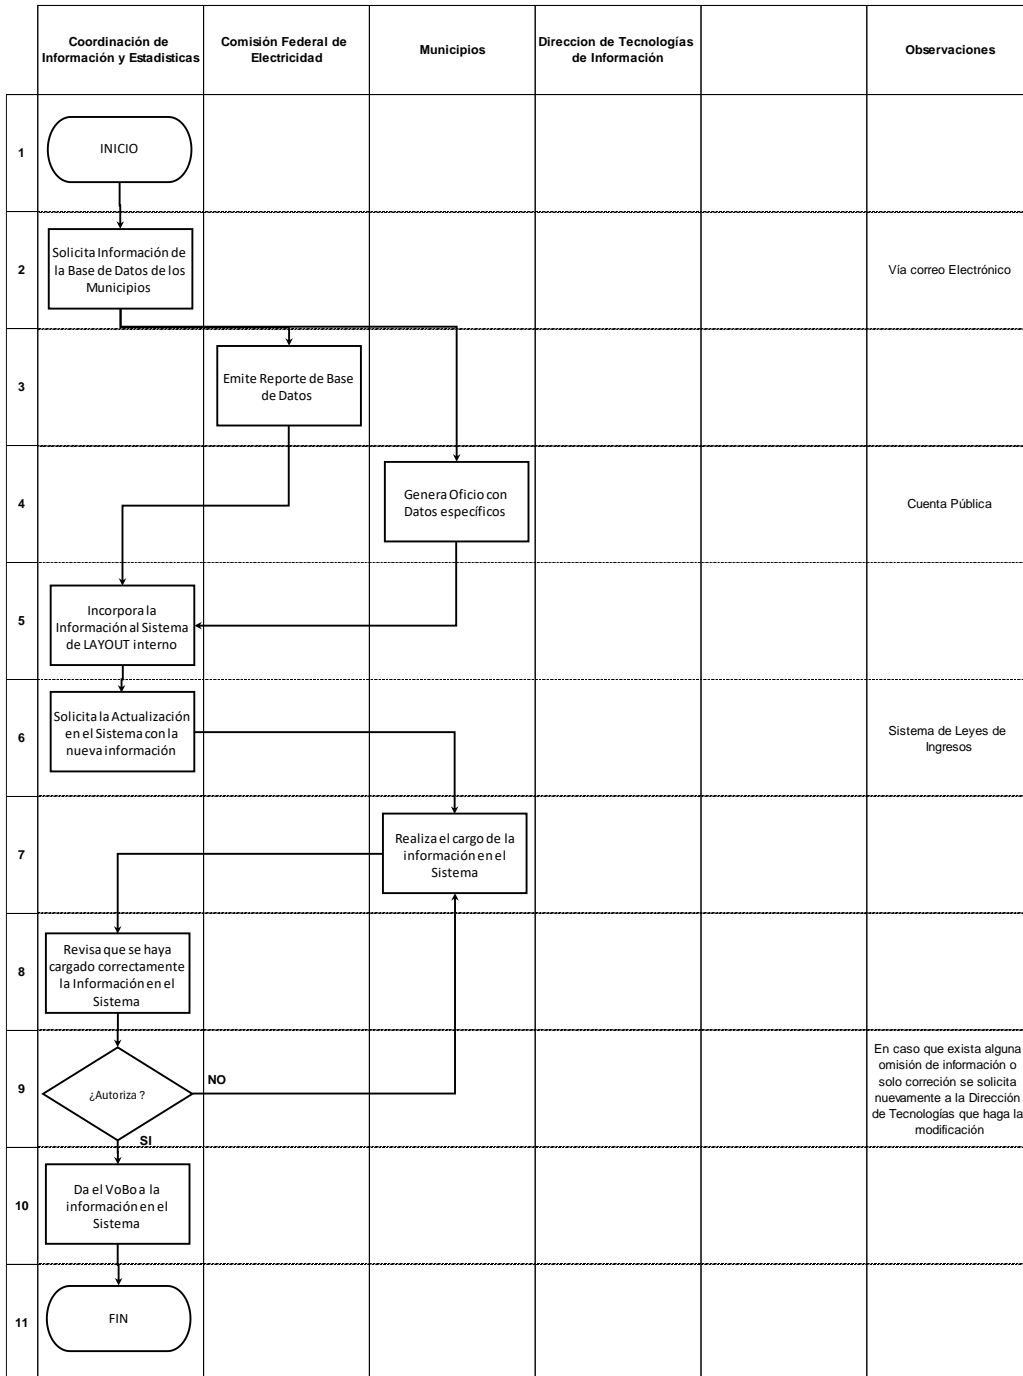 Coordinación de
Información y Estadisticas
Comisión Federal de
Electricidad
Municipios
Direccion de Tecnologías
de Información
Observaciones
1
INICIO
2
Solicita Información de
la Base de Datos de los
Municipios
Vía correo Electrónico
3
Emite Reporte de Base
de Datos
4
Genera Oficio con
Datos específicos
Cuenta Pública
5
Incorpora la
Información al Sistema
de LAYOUT interno
6
Solicita la Actualización
en el Sistema con la
nueva información
Sistema de Leyes de
Ingresos
7
Realiza el cargo de la
información en el
Sistema
8
Revisa que se haya
cargado correctamente
la Información en el
Sistema
9
¿Autoriza ?
NO
SI
En caso que exista alguna
omisión de información o
solo correción se solicita
nuevamente a la Dirección
de Tecnologías que haga la
modificación
10
Da el VoBo a la
información en el
Sistema
11
FIN